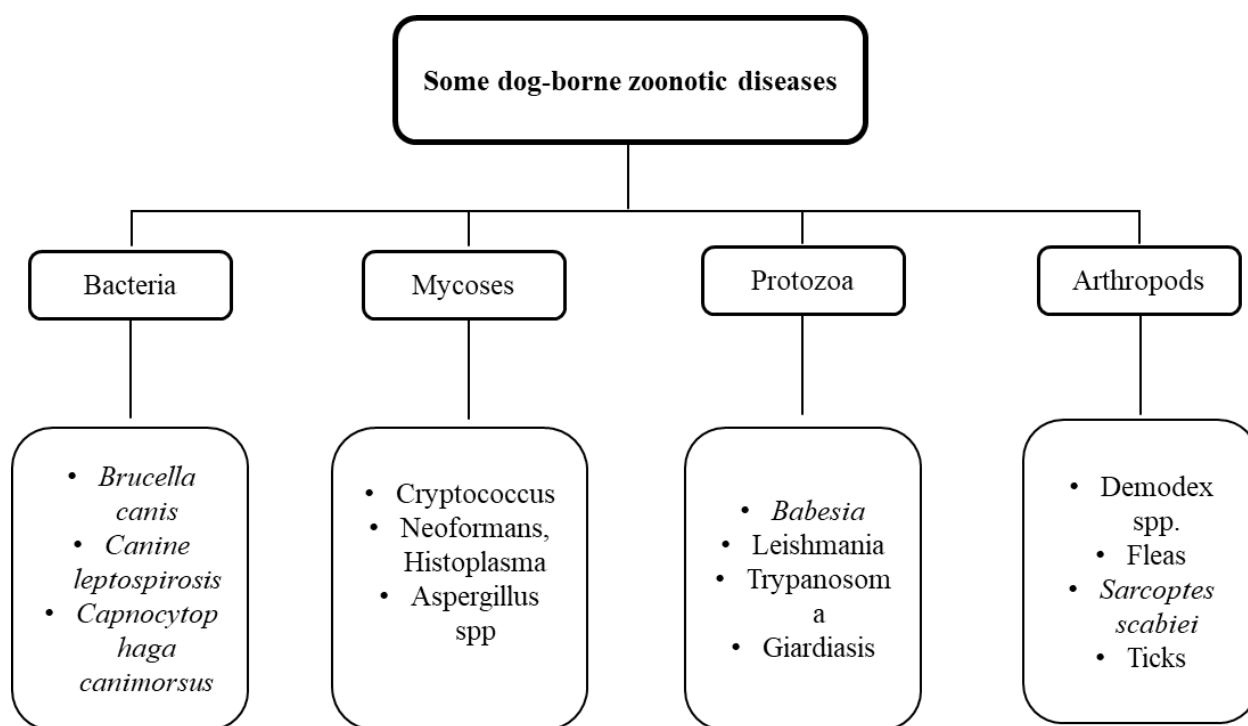 Some dog-borne zoonotic diseases
Bacteria
Mycoses
Protozoa
Arthropods
• Brucella
canis
• Canine
leptospirosis
• Capnocytop
haga
canimorsus
• Cryptococcus
• Neoformans,
Histoplasma
• Aspergillus
spp
• Babesia
• Leishmania
• Trypanosom
a
• Giardiasis
• Demodex
spp.
• Fleas
• Sarcoptes
scabiei
• Ticks